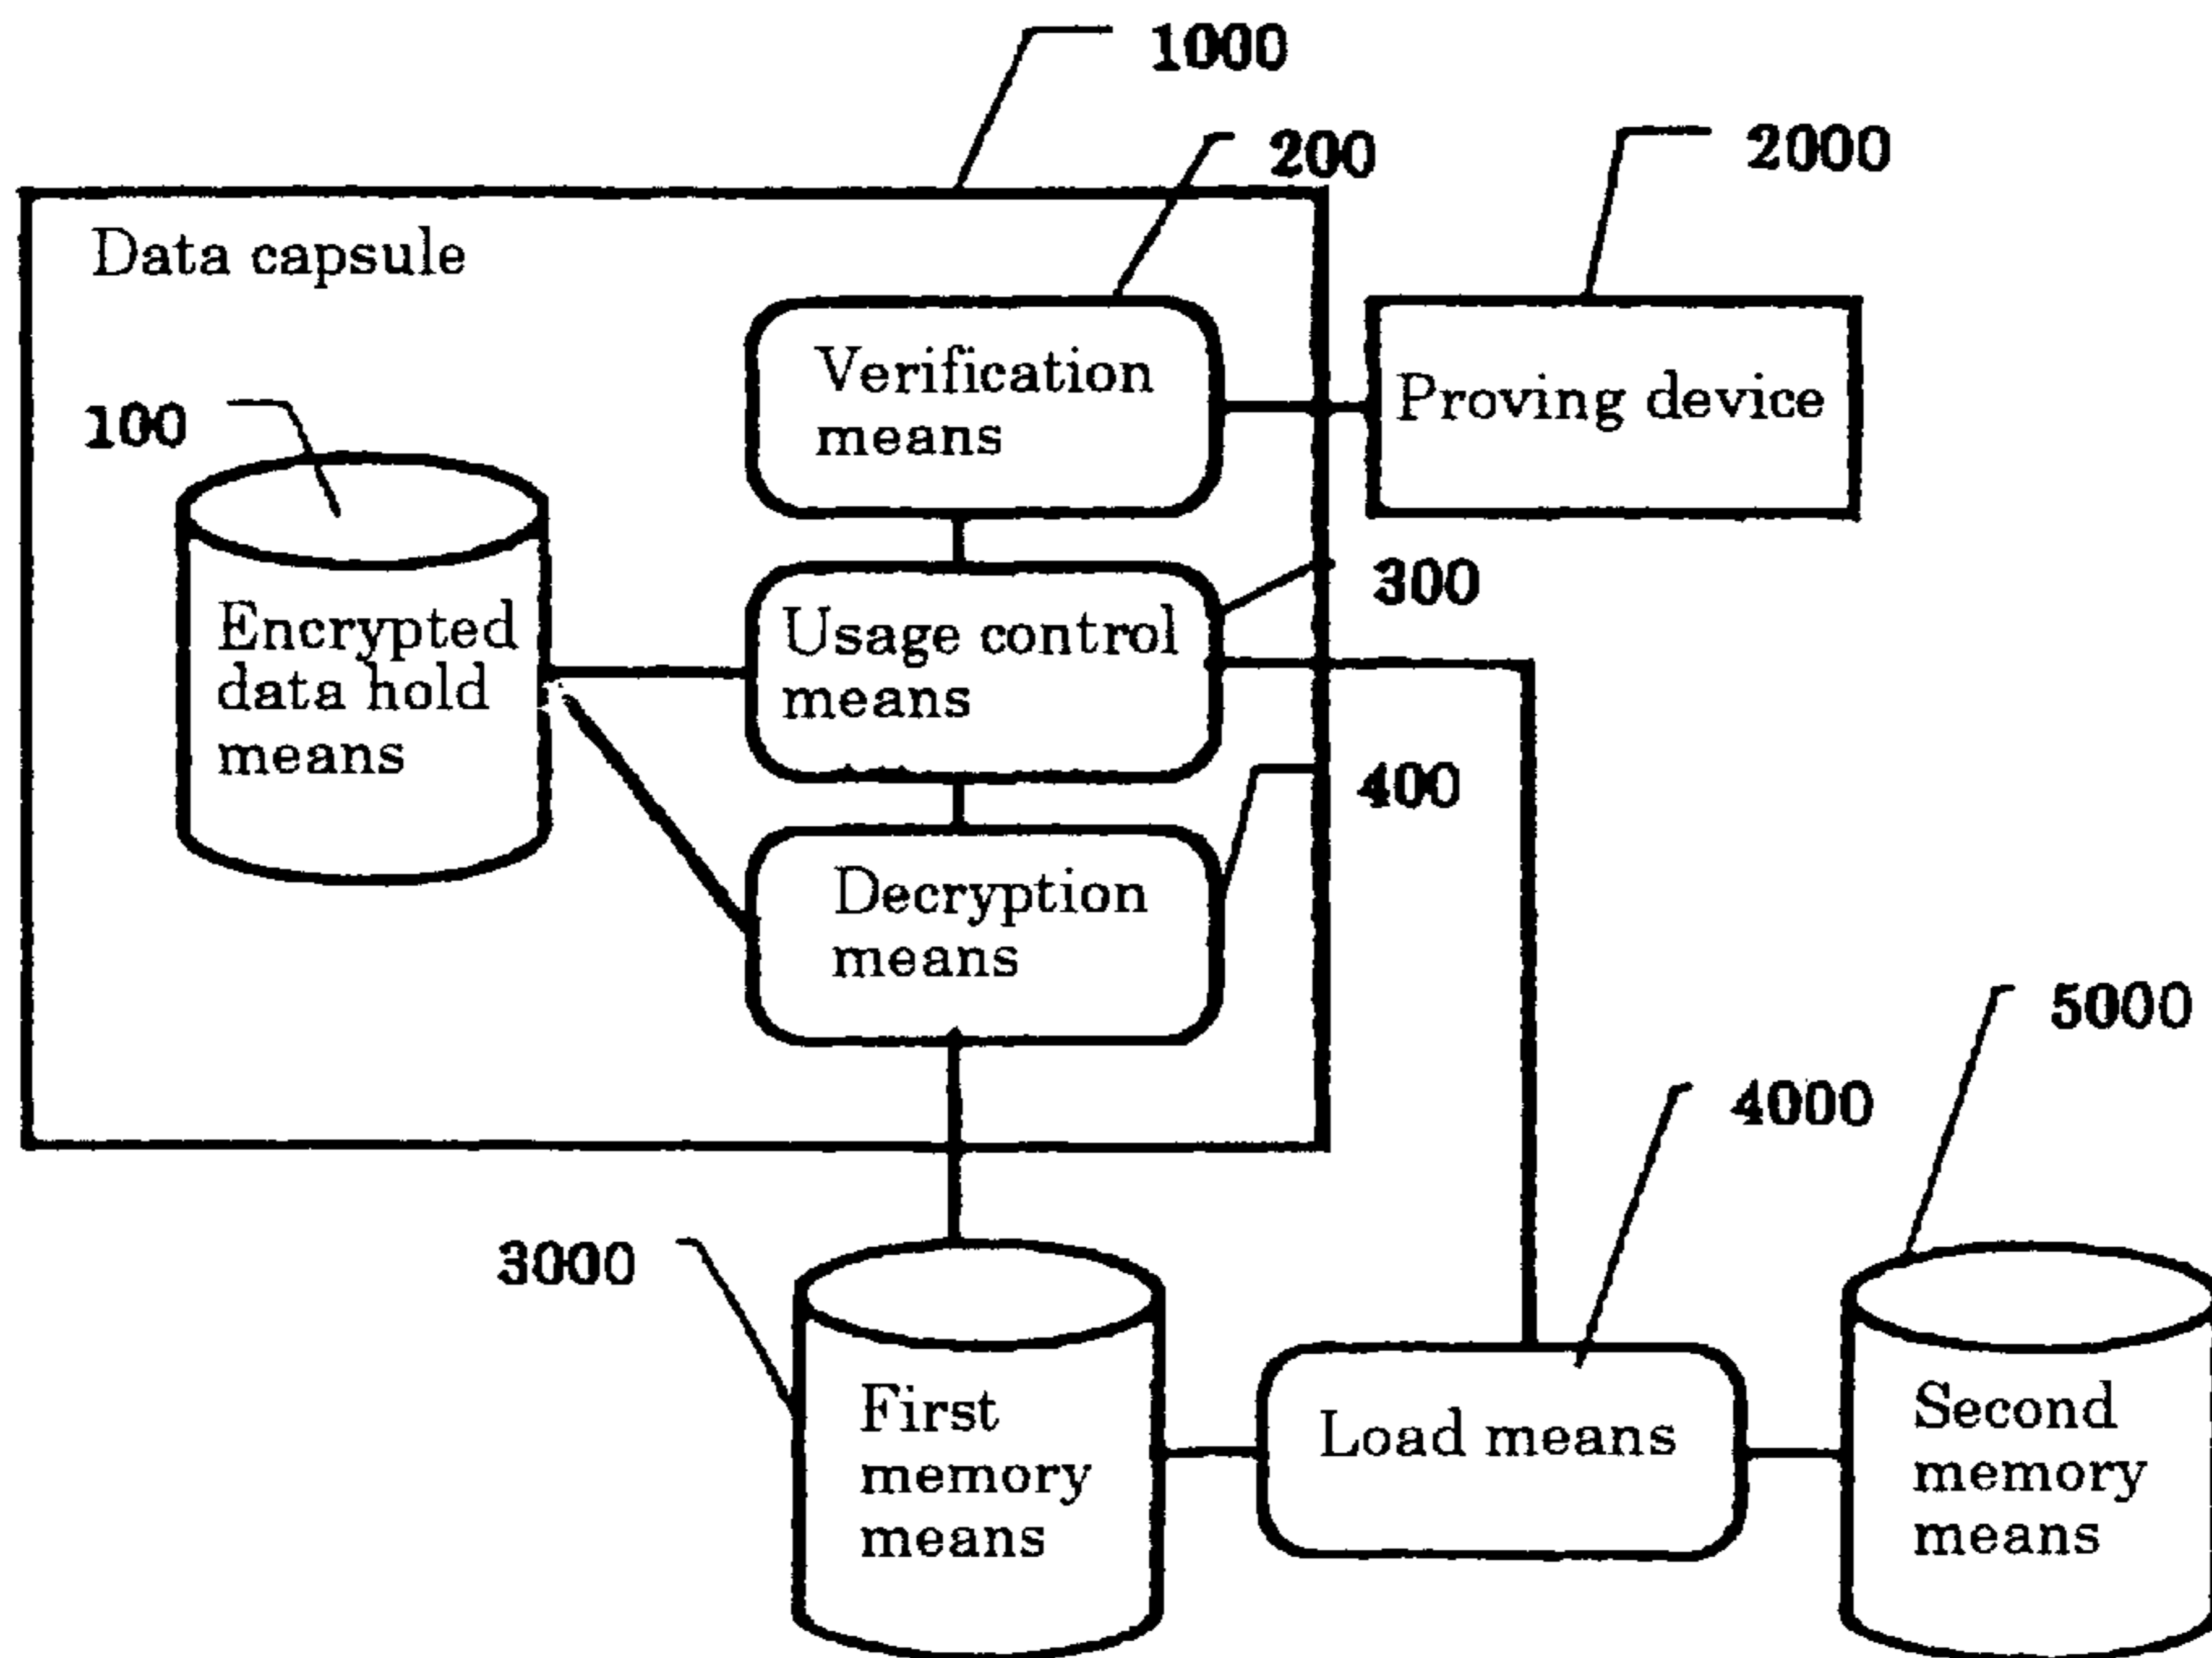 1000
200
2000
Data capsule
Verification
means
Proving device
100
300
Encrypted
data hold
means
Usage control
means
400
Decryption
means
5000
4000
3000
First
memory
means
Load means
Second
memory
means